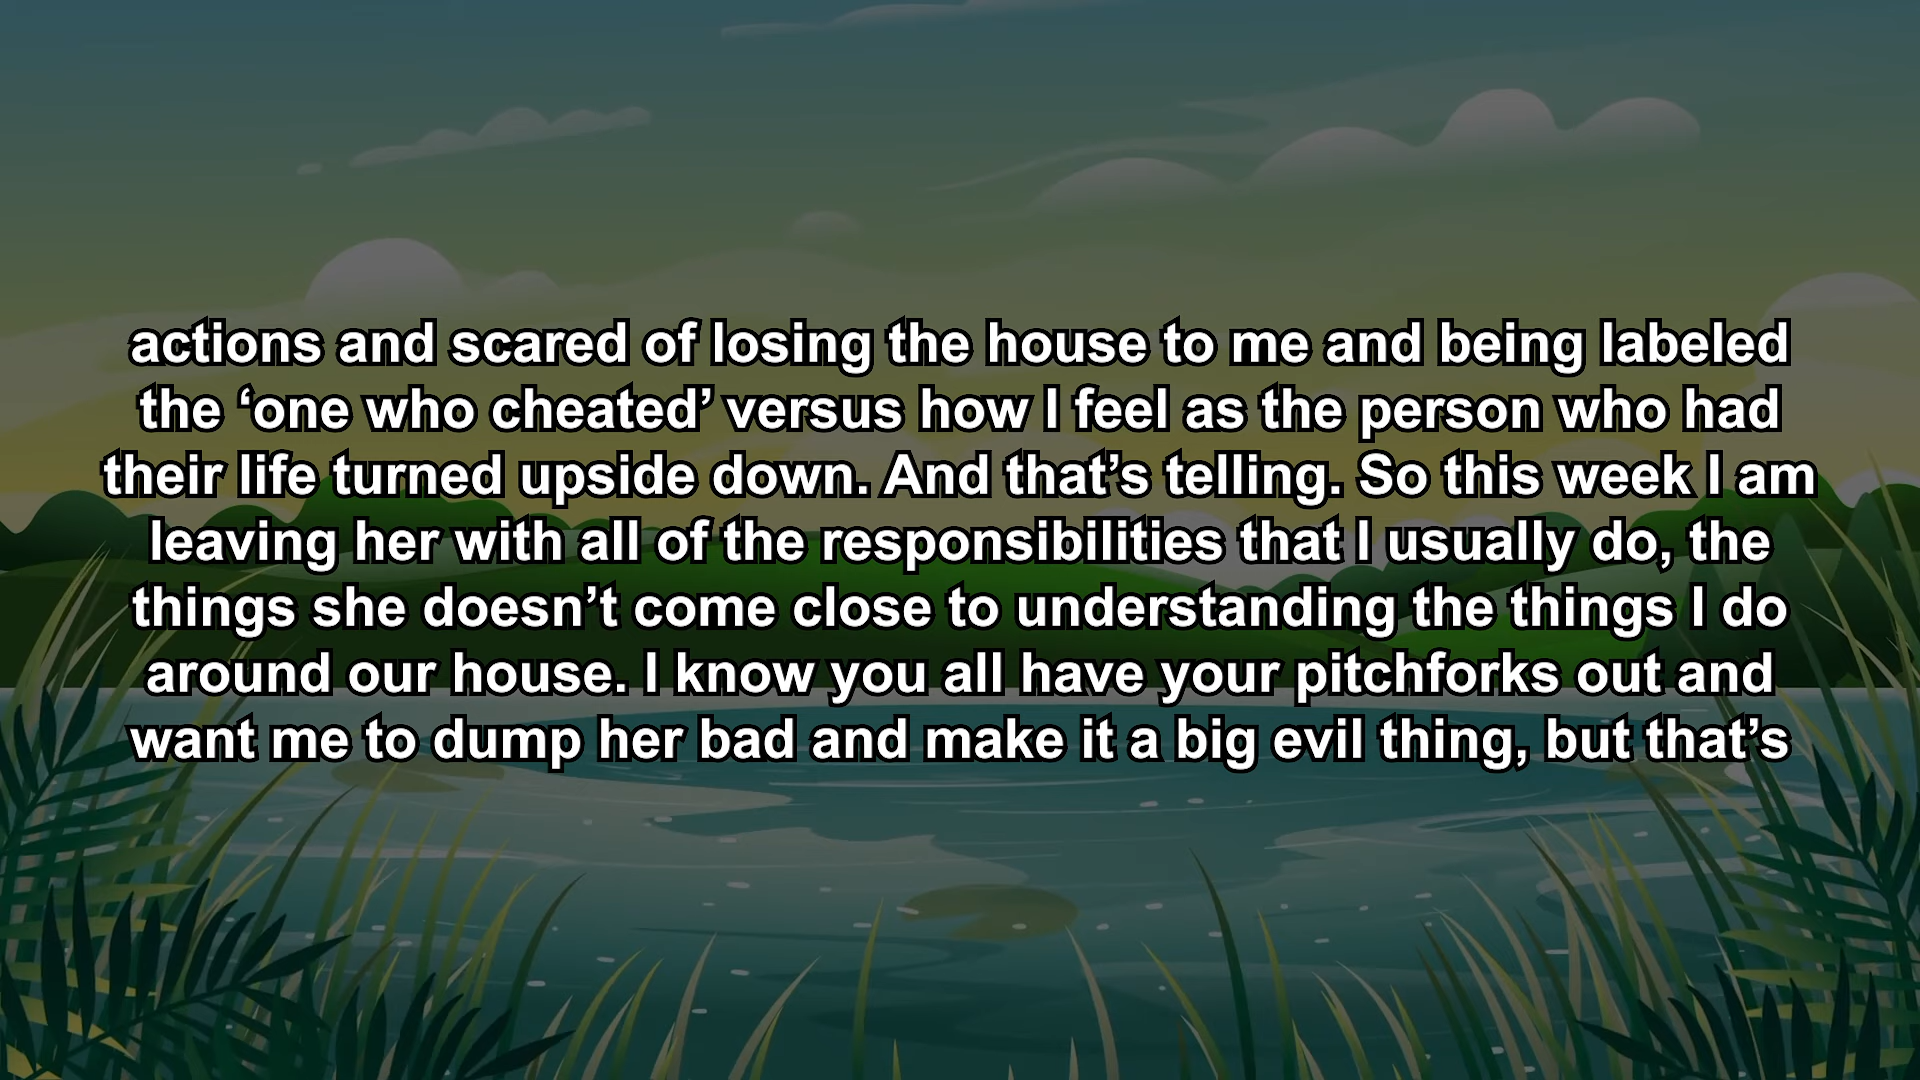 actions and scared of losing the house to me and being labeled
the ‘one who cheated’ versus how I feel as the person who had
their life turned upside down. And that’s telling. So this week I am
leaving her with all of the responsibilities that I usually do, the
things she doesn’t come close to understanding the things I do
around our house. I know you all have your pitchforks out and
want me to dump her bad and make it a big evil thing, but that’s